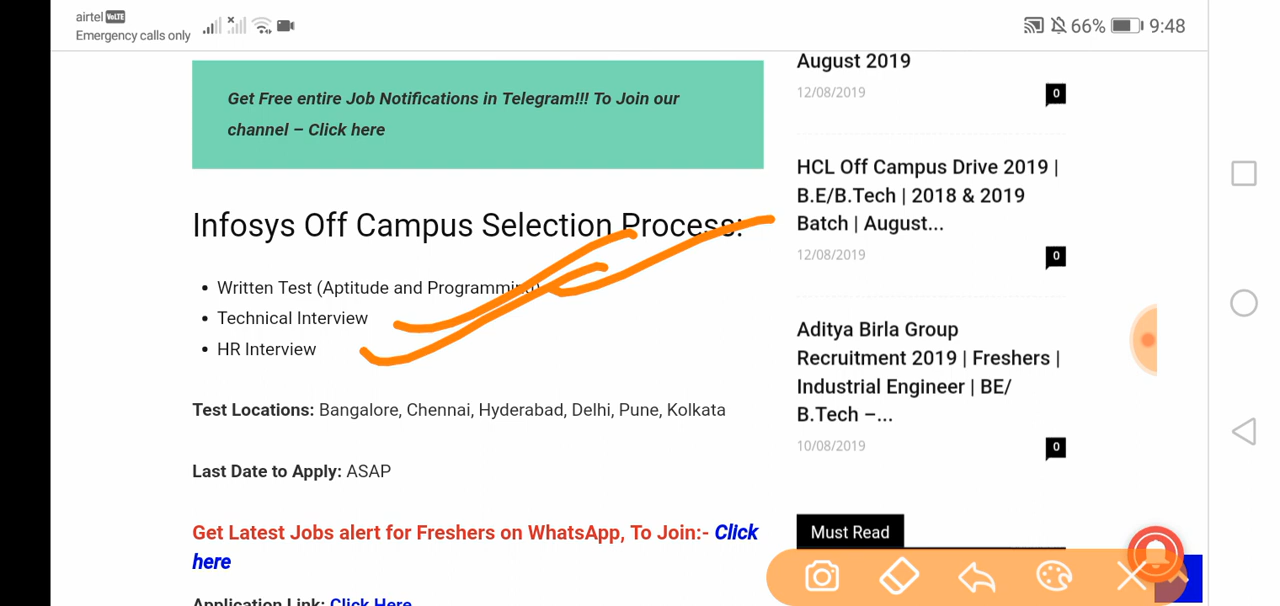 airtel VoLTE
Emergency calls only
66% 9:48
Get Free entire Job Notifications in Telegram!!! To Join our
channel – Click here
Infosys Off Campus Selection Process:
• Written Test (Aptitude and Programming)
• Technical Interview
• HR Interview
Test Locations: Bangalore, Chennai, Hyderabad, Delhi, Pune, Kolkata
Last Date to Apply: ASAP
Get Latest Jobs alert for Freshers on WhatsApp, To Join:- Click
here
Application Link: Click Here
August 2019
12/08/2019
0
HCL Off Campus Drive 2019 |
B.E/B.Tech | 2018 & 2019
Batch | August...
12/08/2019
0
Aditya Birla Group
Recruitment 2019 | Freshers |
Industrial Engineer | BE/
B.Tech –...
10/08/2019
0
Must Read